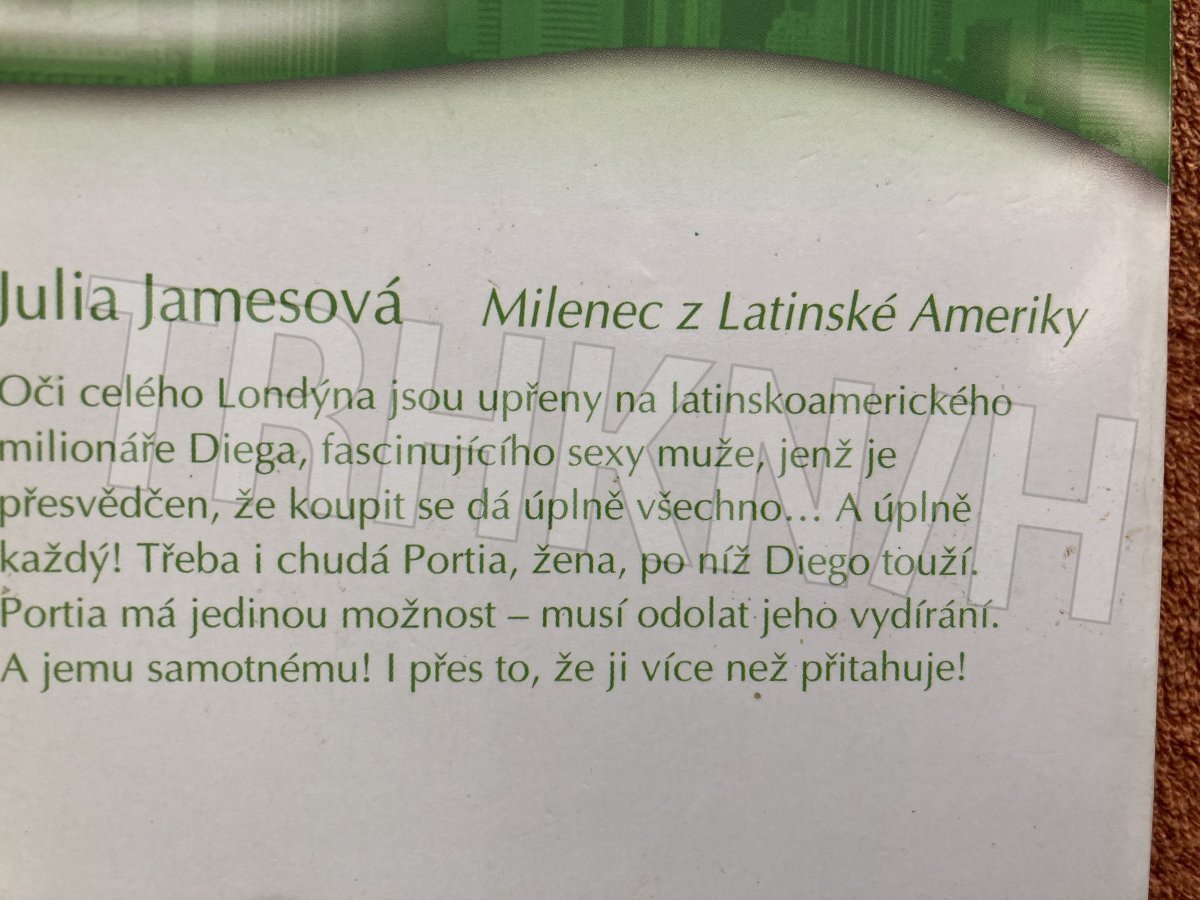 Julia Jamesová Milenec z Latinské Ameriky
Oči celého Londýna jsou upřeny na latinskoamerického
milionáře Diega, fascinujícího sexy muže, jenž je
přesvědčen, že koupit se dá úplně všechno... A úplně
každý! Třeba i chudá Portia, žena, po níž Diego touží.
Portia má jedinou možnost – musí odolat jeho vydírání.
A jemu samotnému! I přes to, že ji více než přitahuje!
TRHKNIH